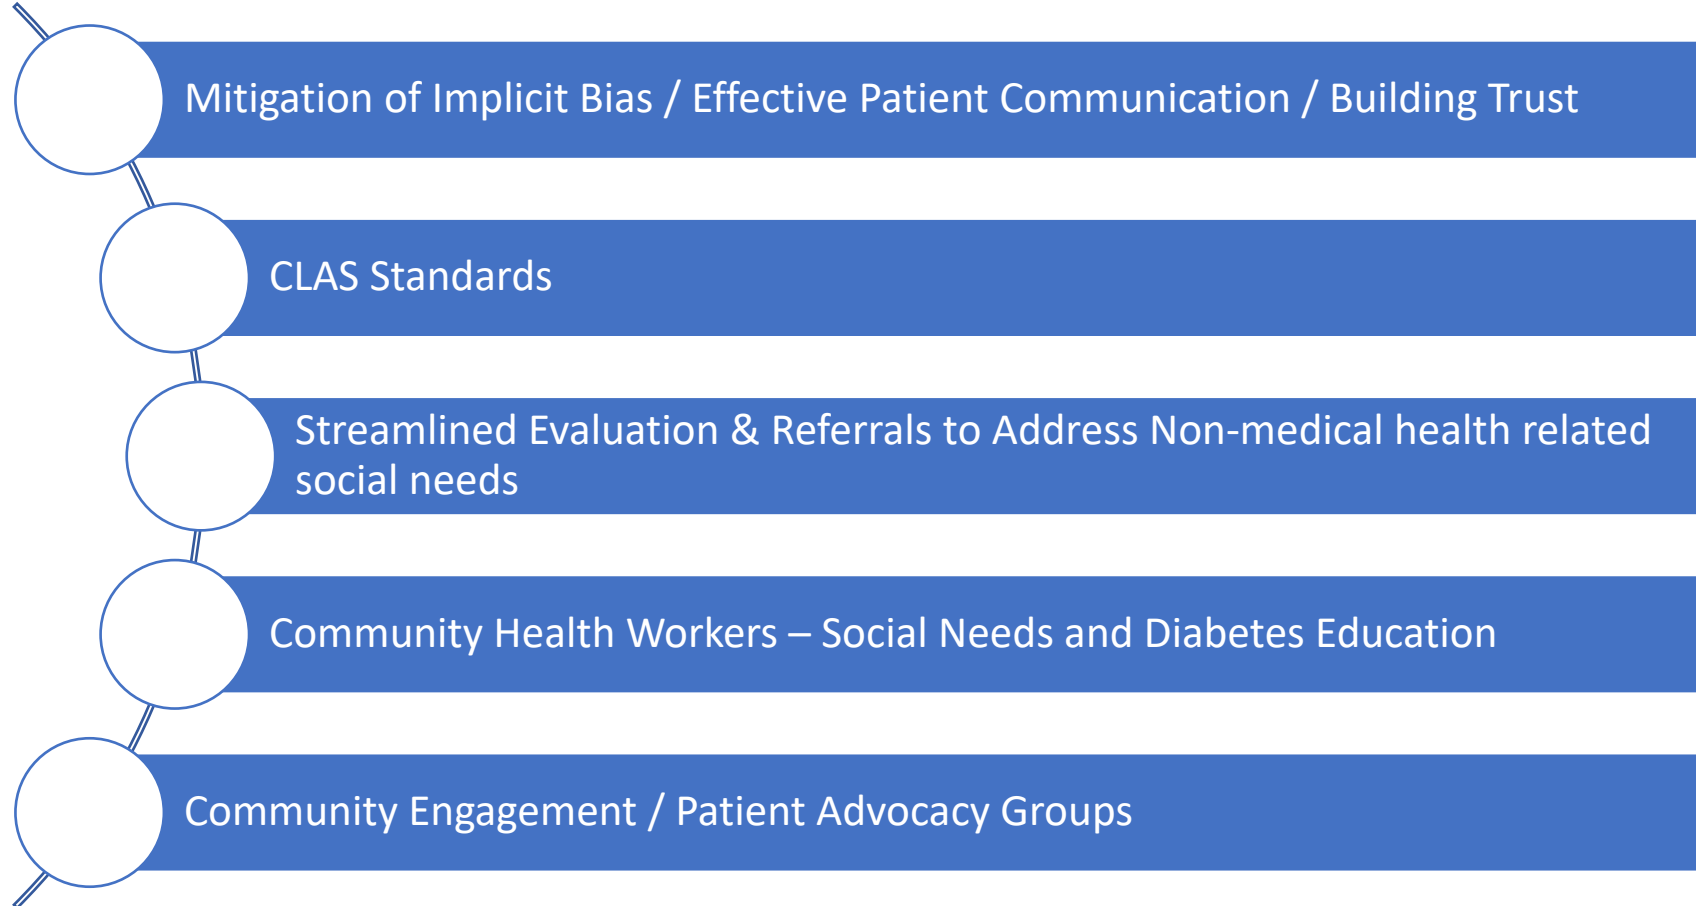 Mitigation of Implicit Bias / Effective Patient Communication / Building Trust
CLAS Standards
Streamlined Evaluation & Referrals to Address Non-medical health related
social needs
Community Health Workers – Social Needs and Diabetes Education
Community Engagement / Patient Advocacy Groups